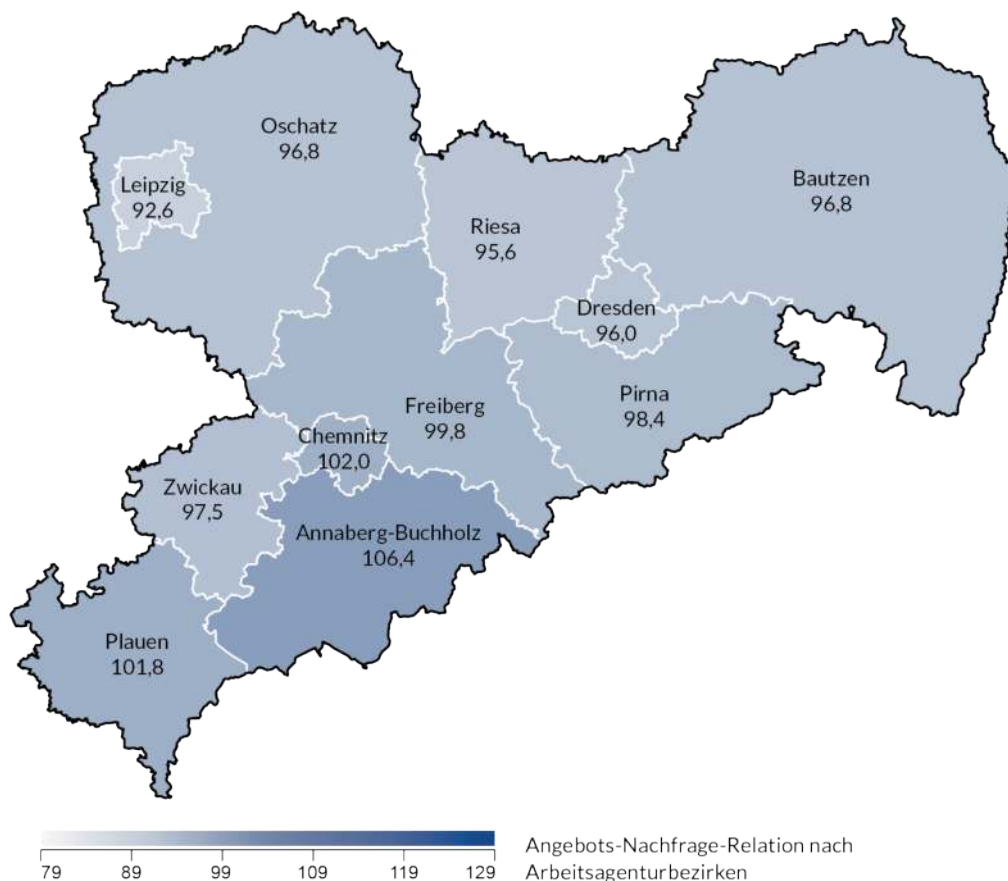 Oschatz
96,8
Leipzig
92,6
Bautzen
96,8
Riesa
95,6
Dresden
96,0
Pirna
98,4
Freiberg
99,8
Chemnitz
102,0
Zwickau
97,5
Annaberg-Buchholz
106,4
Plauen
101,8
79 89 99 109 119 129
Angebots-Nachfrage-Relation nach
Arbeitsagenturbezirken